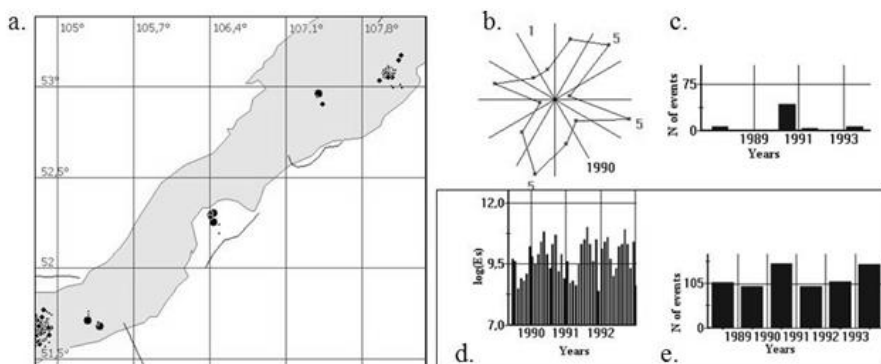 a.
105° 105,7° 106,4° 107,1° 107,8°
53°
52,5°
52°
51,5°
b.
1
5
5
5
1990
c.
75
0
N of events
1989 1991 1993
Years
d.
12.0
9.5
7.0
log(Es)
1990 1991 1992
Years
e.
105
0
N of events
1989 1990 1991 1992 1993
Years